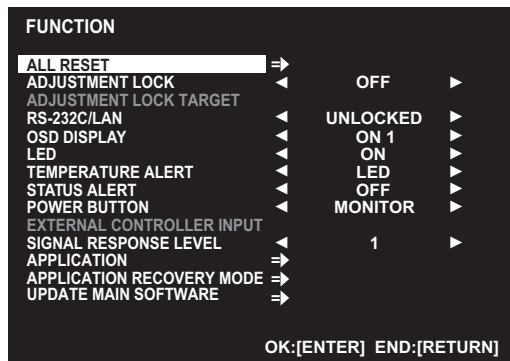 FUNCTION
ALL RESET
ADJUSTMENT LOCK OFF
ADJUSTMENT LOCK TARGET
RS-232C/LAN UNLOCKED
OSD DISPLAY ON 1
LED ON
TEMPERATURE ALERT LED
STATUS ALERT OFF
POWER BUTTON MONITOR
EXTERNAL CONTROLLER INPUT
SIGNAL RESPONSE LEVEL 1
APPLICATION
APPLICATION RECOVERY MODE
UPDATE MAIN SOFTWARE
OK:[ENTER] END:[RETURN]